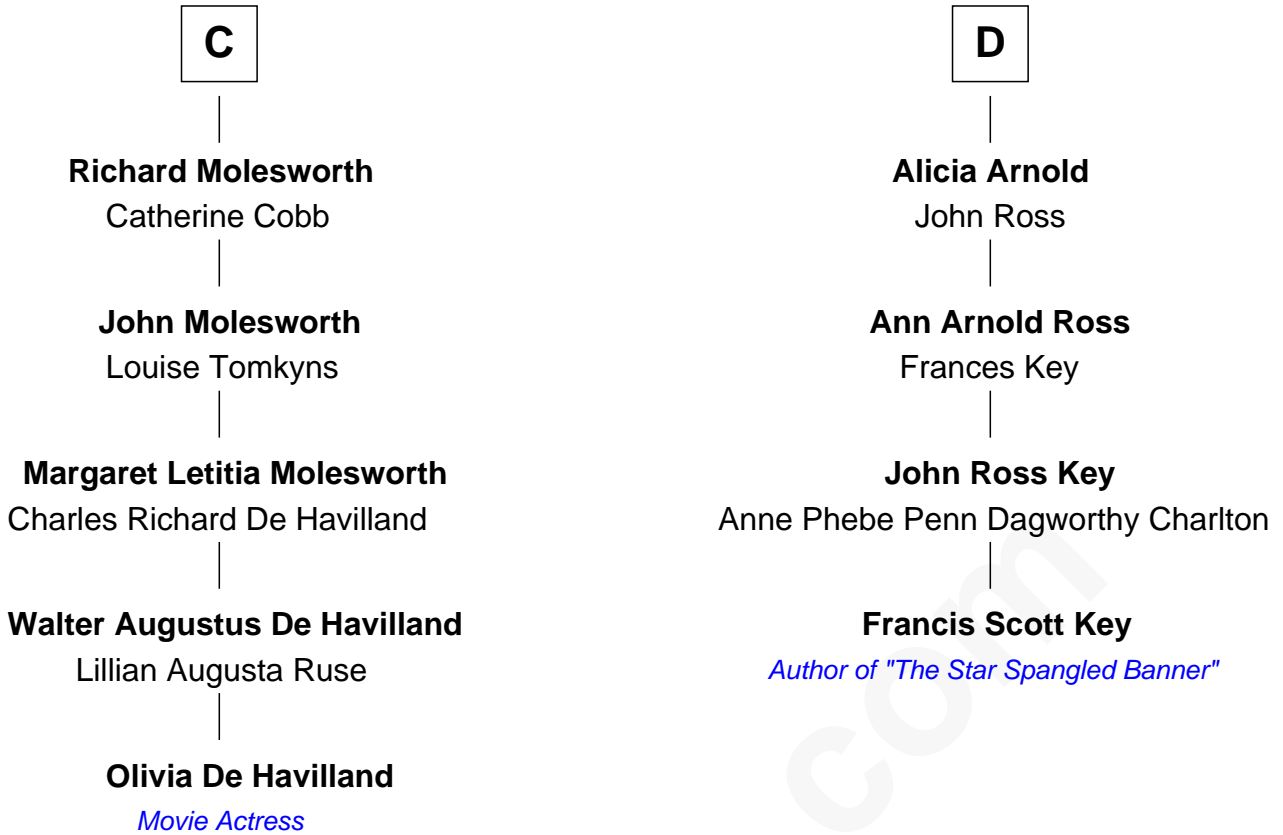 C
Richard Molesworth
Catherine Cobb
John Molesworth
Louise Tomkyns
Margaret Letitia Molesworth
Charles Richard De Havilland
Walter Augustus De Havilland
Lillian Augusta Ruse
Olivia De Havilland
Movie Actress
D
Alicia Arnold
John Ross
Ann Arnold Ross
Frances Key
John Ross Key
Anne Phebe Penn Dagworthy Charlton
Francis Scott Key
Author of "The Star Spangled Banner"
com